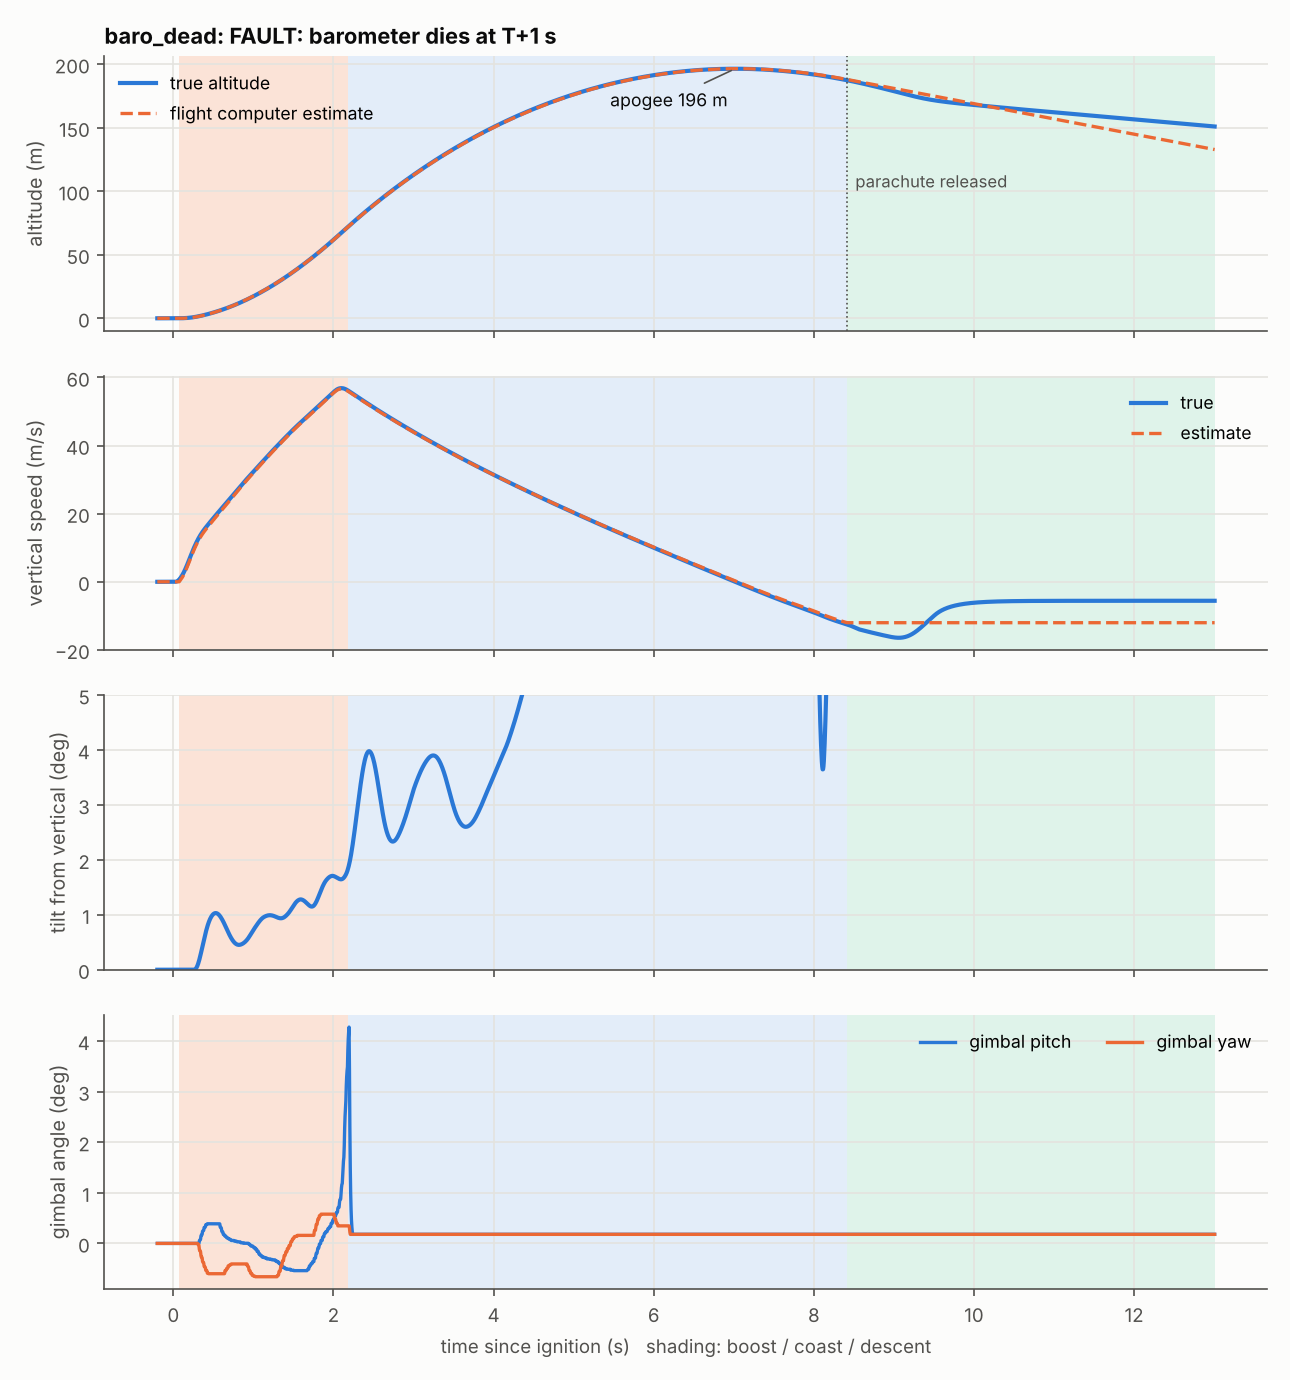 baro_dead: FAULT: barometer dies at T+1 s
altitude (m)
200
150
100
50
0
true altitude
flight computer estimate
apogee 196 m
parachute released
vertical speed (m/s)
60
40
20
0
−20
true
estimate
tilt from vertical (deg)
5
4
3
2
1
0
gimbal angle (deg)
4
3
2
1
0
gimbal pitch
gimbal yaw
0 2 4 6 8 10 12
time since ignition (s)   shading: boost / coast / descent